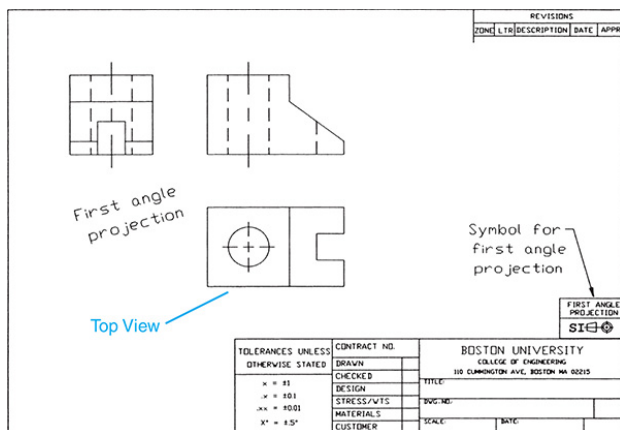 REVISIONS
ZONE LTR DESCRIPTION DATE APPR
First angle
projection
Symbol for
first angle
projection
Top View
FIRST ANGLE
PROJECTION
SI
TOLERANCES UNLESS
OTHERWISE STATED
x = ±1
.x = ±0.1
.xx = ±0.01
X° = ±.5°
CONTRACT NO.
DRAWN
CHECKED
DESIGN
STRESS/WTS
MATERIALS
CUSTOMER
BOSTON UNIVERSITY
COLLEGE OF ENGINEERING
110 CUMMINGTON AVE, BOSTON MA 02215
TITLE:
DWG. NO.
SCALE: DATE: